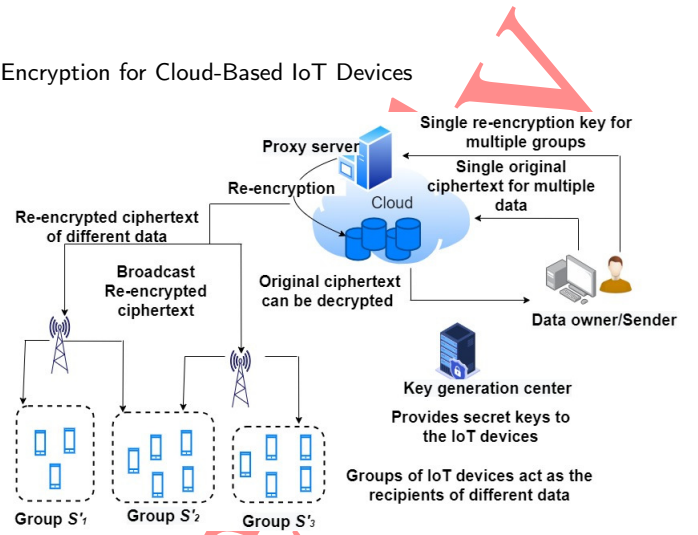 Encryption for Cloud-Based IoT Devices
Single re-encryption key for
multiple groups
Proxy server
Single original
ciphertext for multiple
data
Re-encryption
Cloud
Re-encrypted ciphertext
of different data
Broadcast
Re-encrypted
ciphertext
Original ciphertext
can be decrypted
Data owner/Sender
Key generation center
Provides secret keys to
the IoT devices
Groups of IoT devices act as the
recipients of different data
Group S'₁
Group S'₂
Group S'₃